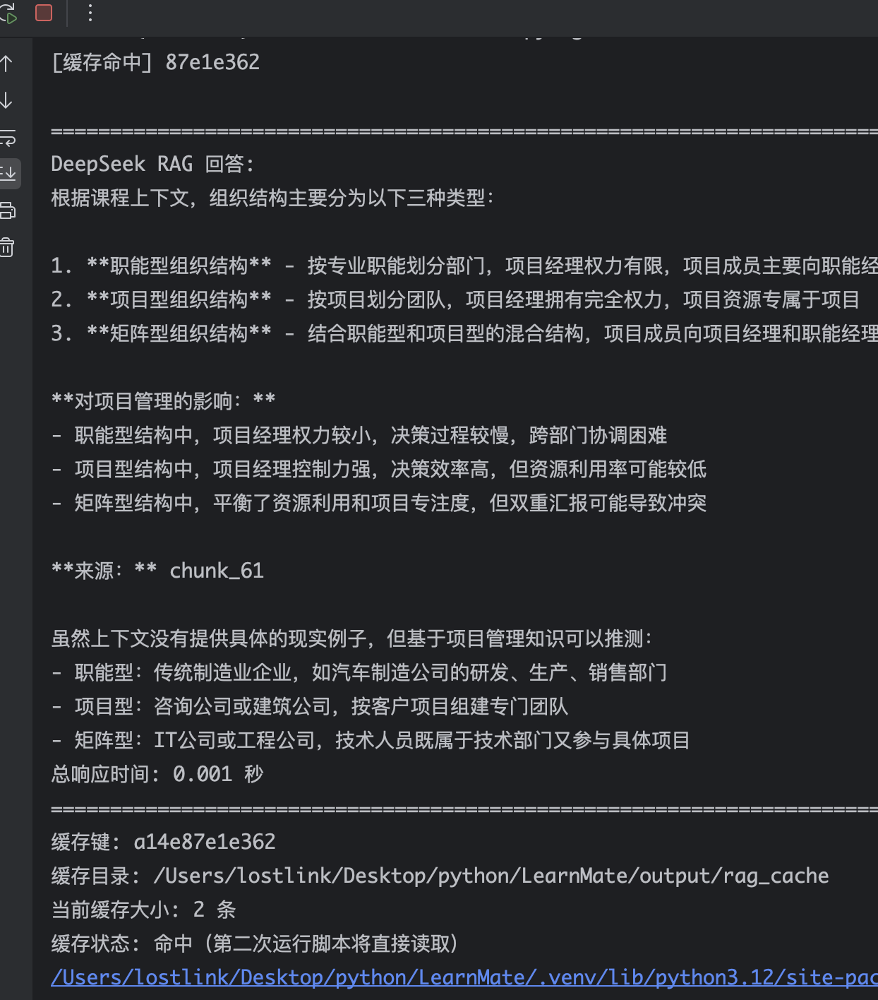 [缓存命中] 87e1e362
================================================================================
DeepSeek RAG 回答:
根据课程上下文，组织结构主要分为以下三种类型：
1. **职能型组织结构** - 按专业职能划分部门，项目经理权力有限，项目成员主要向职能经
2. **项目型组织结构** - 按项目划分团队，项目经理拥有完全权力，项目资源专属于项目
3. **矩阵型组织结构** - 结合职能型和项目型的混合结构，项目成员向项目经理和职能经理
**对项目管理的影响：**
- 职能型结构中，项目经理权力较小，决策过程较慢，跨部门协调困难
- 项目型结构中，项目经理控制力强，决策效率高，但资源利用率可能较低
- 矩阵型结构中，平衡了资源利用和项目专注度，但双重汇报可能导致冲突
**来源：** chunk_61
虽然上下文没有提供具体的现实例子，但基于项目管理知识可以推测：
- 职能型：传统制造业企业，如汽车制造公司的研发、生产、销售部门
- 项目型：咨询公司或建筑公司，按客户项目组建专门团队
- 矩阵型：IT公司或工程公司，技术人员既属于技术部门又参与具体项目
总响应时间: 0.001 秒
================================================================================
缓存键: a14e87e1e362
缓存目录: /Users/lostlink/Desktop/python/LearnMate/output/rag_cache
当前缓存大小: 2 条
缓存状态: 命中（第二次运行脚本将直接读取）
/Users/lostlink/Desktop/python/LearnMate/.venv/lib/python3.12/site-pac